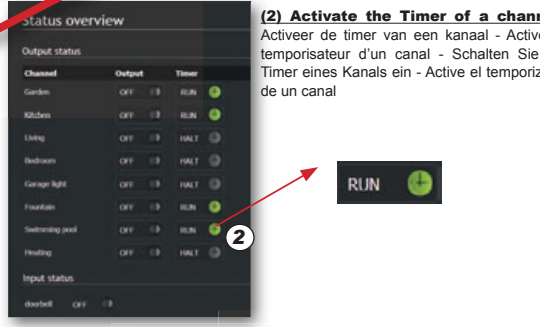 Status overview
Output status
Channel Output Timer
Garden OFF RUN
Kitchen OFF RUN
Living OFF HALT
Bedroom OFF HALT
Garage light OFF HALT
Fountain OFF RUN
Swimming pool OFF RUN
Heating OFF HALT
Input status
doorbell OFF
2
(2) Activate the Timer of a chann
Activeer de timer van een kanaal - Active
temporisateur d'un canal - Schalten Sie
Timer eines Kanals ein - Active el temporiz
de un canal
RUN